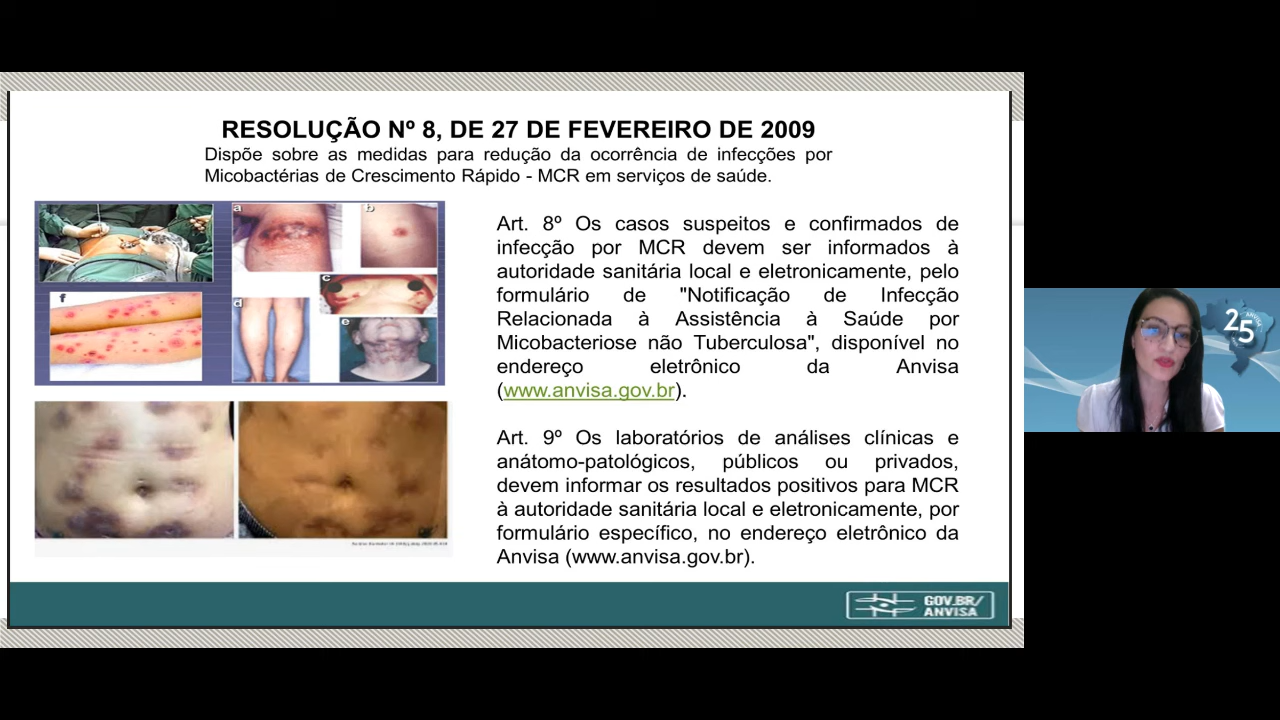 RESOLUÇÃO Nº 8, DE 27 DE FEVEREIRO DE 2009
Dispõe sobre as medidas para redução da ocorrência de infecções por
Micobactérias de Crescimento Rápido - MCR em serviços de saúde.
a
b
c
d
e
f
Art. 8º Os casos suspeitos e confirmados de
infecção por MCR devem ser informados à
autoridade sanitária local e eletronicamente, pelo
formulário de "Notificação de Infecção
Relacionada à Assistência à Saúde por
Micobacteriose não Tuberculosa", disponível no
endereço eletrônico da Anvisa
(www.anvisa.gov.br).
Art. 9º Os laboratórios de análises clínicas e
anátomo-patológicos, públicos ou privados,
devem informar os resultados positivos para MCR
à autoridade sanitária local e eletronicamente, por
formulário específico, no endereço eletrônico da
Anvisa (www.anvisa.gov.br).
GOV.BR/
ANVISA
25
ANVISA